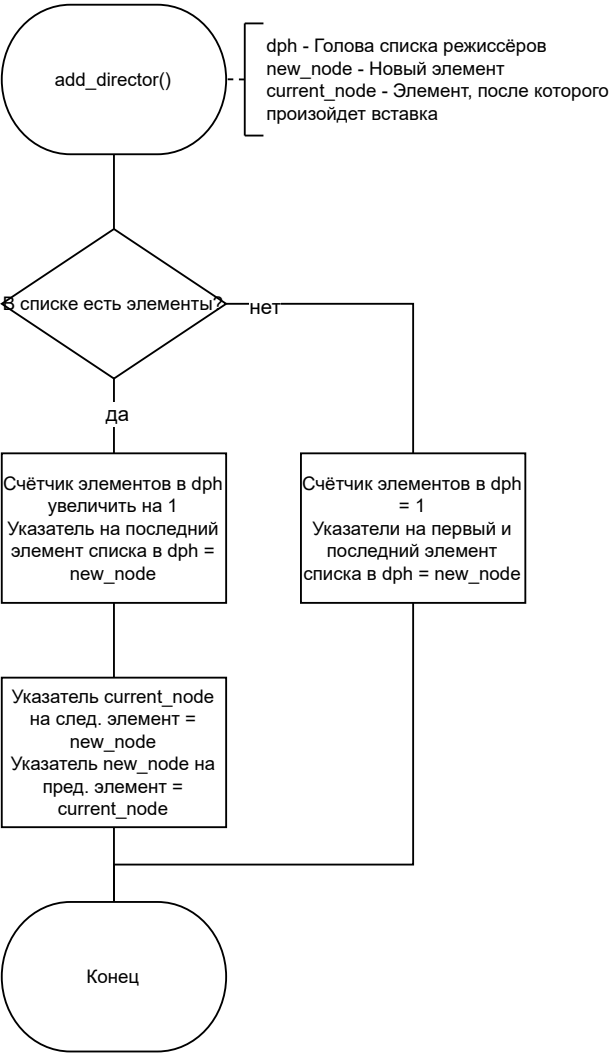 add_director()
dph - Голова списка режиссёров
new_node - Новый элемент
current_node - Элемент, после которого
произойдет вставка
В списке есть элементы?
нет
да
Счётчик элементов в dph
увеличить на 1
Указатель на последний
элемент списка в dph =
new_node
Счётчик элементов в dph
= 1
Указатели на первый и
последний элемент
списка в dph = new_node
Указатель current_node
на след. элемент =
new_node
Указатель new_node на
пред. элемент =
current_node
Конец